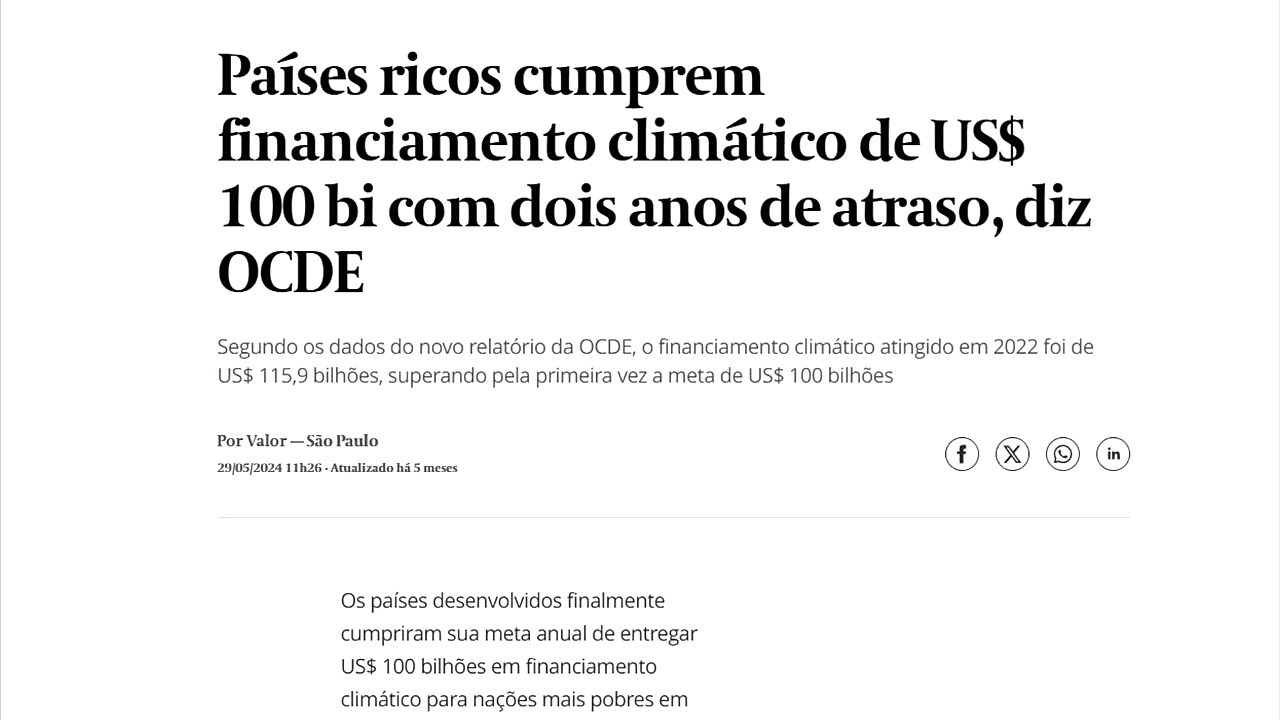 Países ricos cumprem
financiamento climático de US$
100 bi com dois anos de atraso, diz
OCDE
Segundo os dados do novo relatório da OCDE, o financiamento climático atingido em 2022 foi de
US$ 115,9 bilhões, superando pela primeira vez a meta de US$ 100 bilhões
Por Valor — São Paulo
29/05/2024 11h26 · Atualizado há 5 meses
Os países desenvolvidos finalmente
cumpriram sua meta anual de entregar
US$ 100 bilhões em financiamento
climático para nações mais pobres em